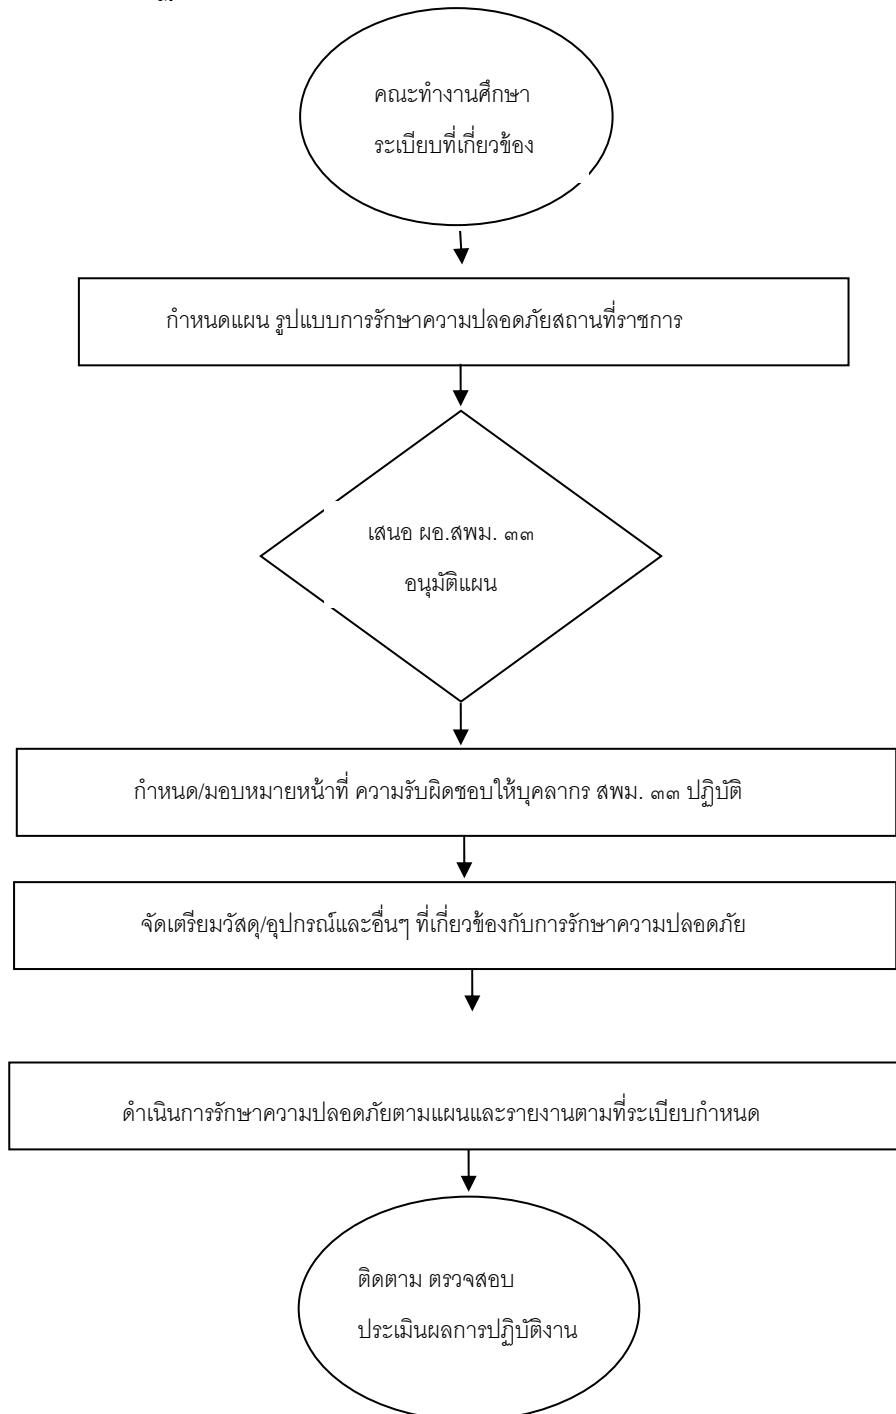 คณะทำงานศึกษา
ระเบียบที่เกี่ยวข้อง
กำหนดแผน รูปแบบการรักษาความปลอดภัยสถานที่ราชการ
เสนอ ผอ.สพม. ๓๓
อนุมัติแผน
กำหนด/มอบหมายหน้าที่ ความรับผิดชอบให้บุคลากร สพม. ๓๓ ปฏิบัติ
จัดเตรียมวัสดุ/อุปกรณ์และอื่นๆ ที่เกี่ยวข้องกับการรักษาความปลอดภัย
ดำเนินการรักษาความปลอดภัยตามแผนและรายงานตามที่ระเบียบกำหนด
ติดตาม ตรวจสอบ
ประเมินผลการปฏิบัติงาน